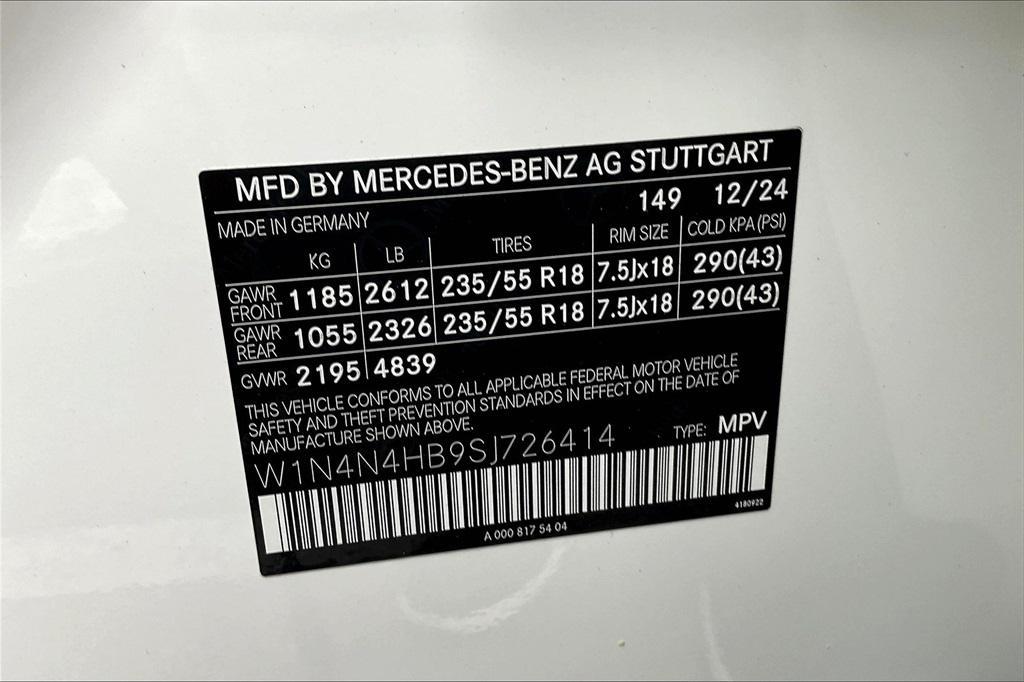 MFD BY MERCEDES-BENZ AG STUTTGART
MADE IN GERMANY 149 12/24
KG LB TIRES RIM SIZE COLD KPA (PSI)
GAWR FRONT 1185 2612 235/55 R18 7.5Jx18 290(43)
GAWR REAR 1055 2326 235/55 R18 7.5Jx18 290(43)
GVWR 2195 4839
THIS VEHICLE CONFORMS TO ALL APPLICABLE FEDERAL MOTOR VEHICLE
SAFETY AND THEFT PREVENTION STANDARDS IN EFFECT ON THE DATE OF
MANUFACTURE SHOWN ABOVE.
W1N4N4HB9SJ726414 TYPE: MPV
A 000 817 54 04 4180922